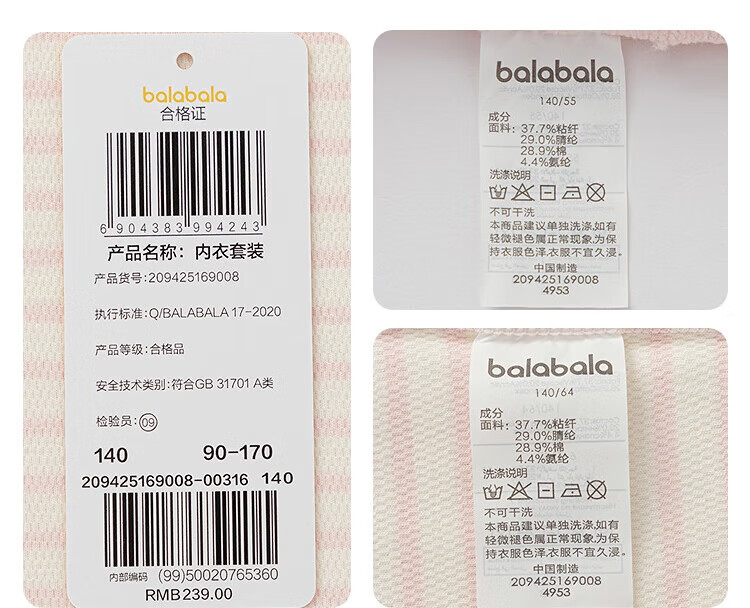 balabala
合格证
6 904383 994243
产品名称: 内衣套装
产品货号:209425169008
执行标准:Q/BALABALA 17-2020
产品等级:合格品
安全技术类别:符合GB 31701 A类
检验员:09
140 90-170
209425169008-00316 140
内部编码 (99)50020765360
RMB239.00
balabala
140/55
成分
面料: 37.7%粘纤
29.0%腈纶
28.9%棉
4.4%氨纶
洗涤说明
不可干洗
本商品建议单独洗涤,如有
轻微褪色属正常现象,为保
持衣服色泽,衣服不宜久浸。
中国制造
209425169008
4953
balabala
140/64
成分
面料: 37.7%粘纤
29.0%腈纶
28.9%棉
4.4%氨纶
洗涤说明
不可干洗
本商品建议单独洗涤,如有
轻微褪色属正常现象,为保
持衣服色泽,衣服不宜久浸。
中国制造
209425169008
4953